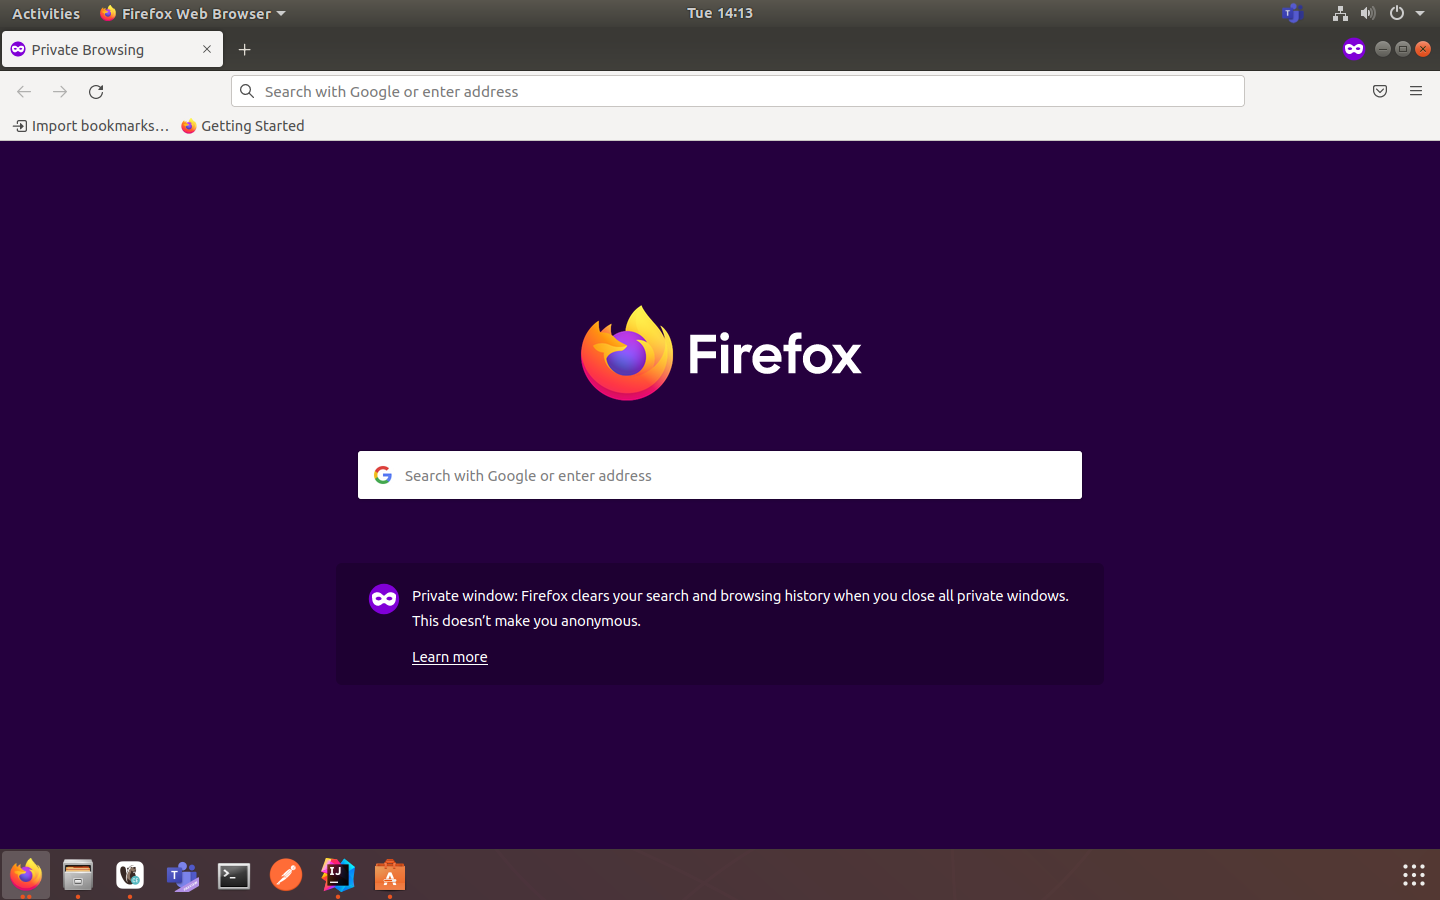 Activities
Firefox Web Browser
Tue 14:13
T
Private Browsing
Search with Google or enter address
Import bookmarks…
Getting Started
Firefox
Search with Google or enter address
Private window: Firefox clears your search and browsing history when you close all private windows.
This doesn’t make you anonymous.
Learn more
T
>_
IJ
A